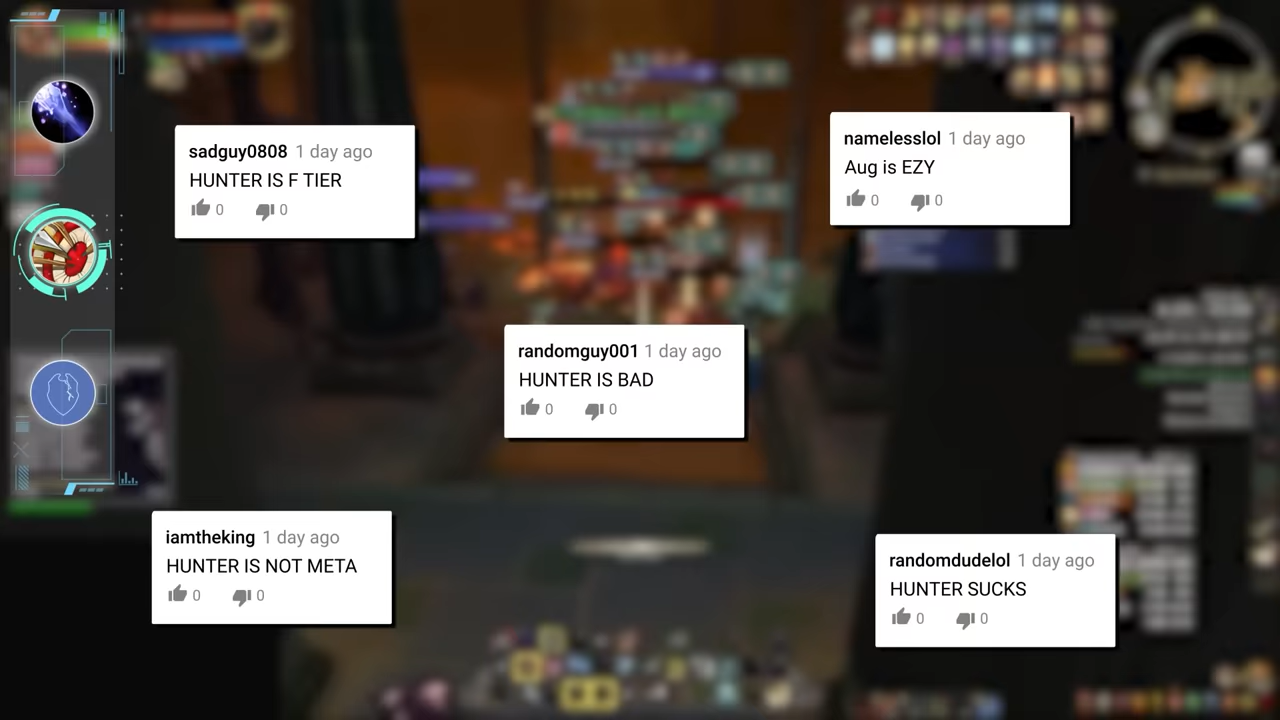 sadguy0808 1 day ago
HUNTER IS F TIER
0 0
namelesslol 1 day ago
Aug is EZY
0 0
randomguy001 1 day ago
HUNTER IS BAD
0 0
iamtheking 1 day ago
HUNTER IS NOT META
0 0
randomdudelol 1 day ago
HUNTER SUCKS
0 0